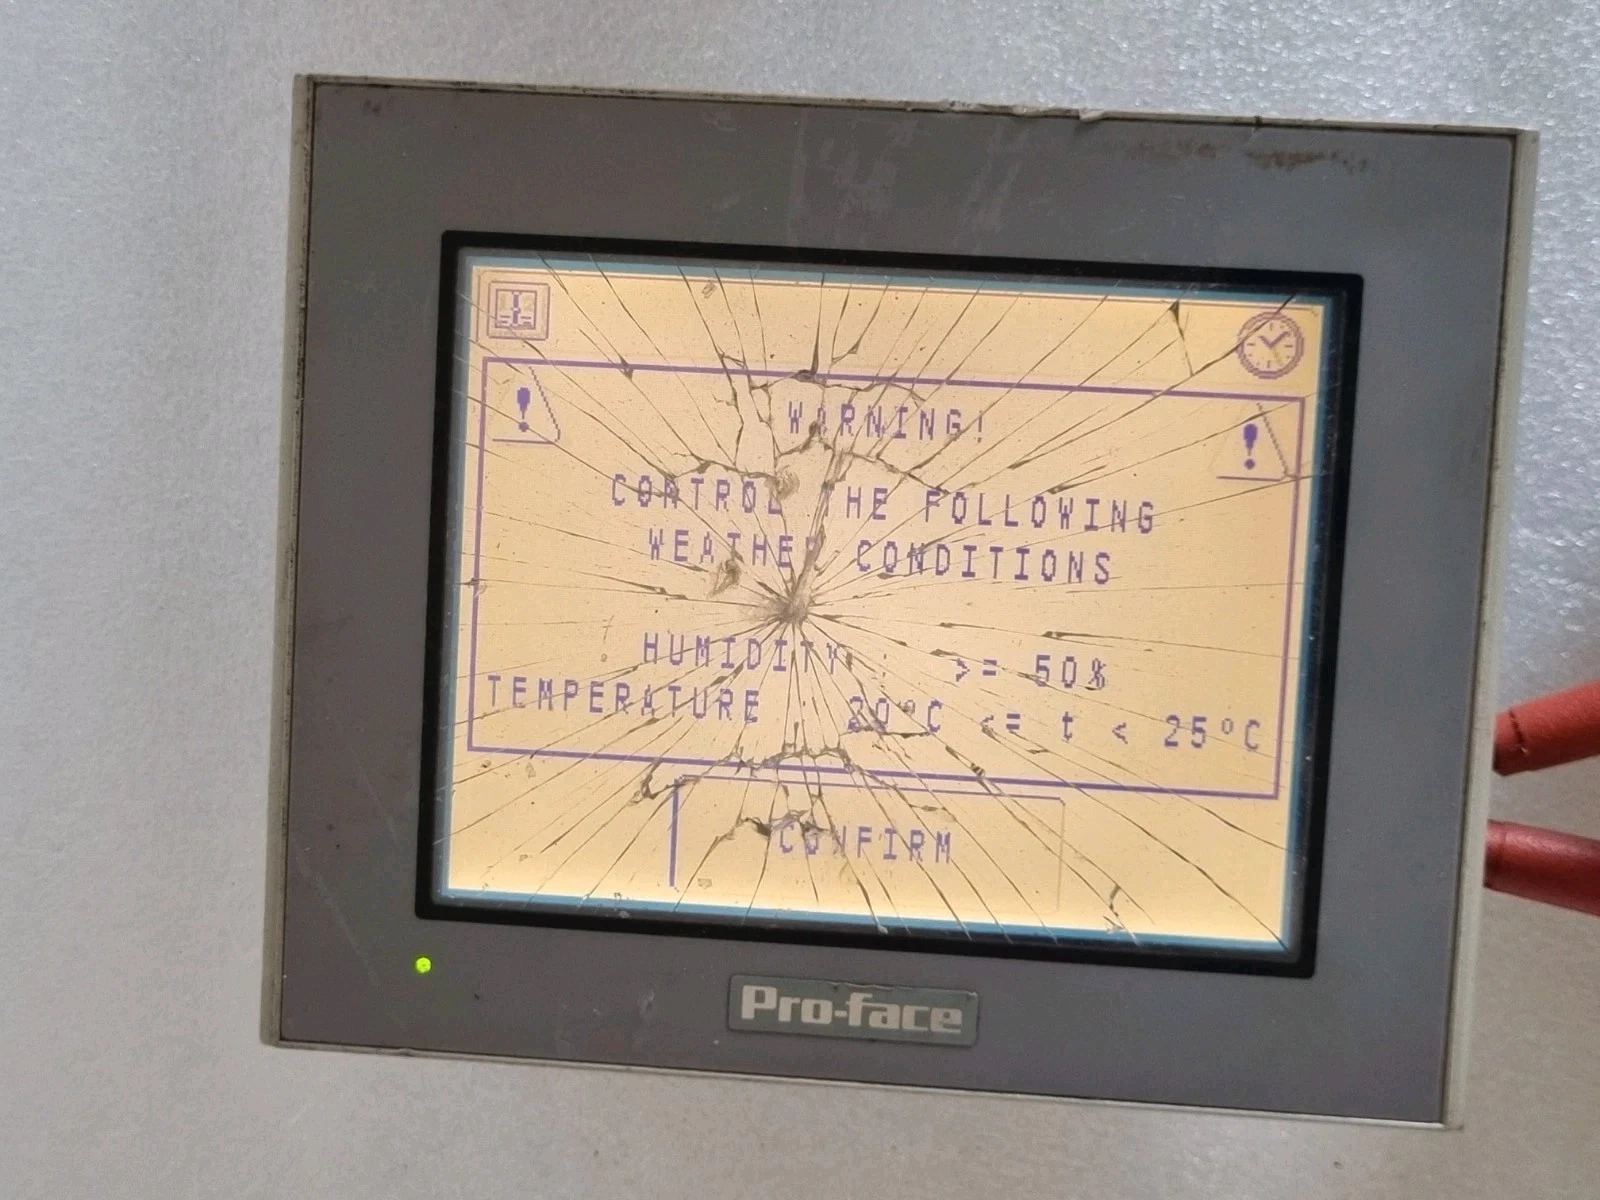 WARNING!
CONTROL THE FOLLOWING
WEATHER CONDITIONS
HUMIDITY : >= 50%
TEMPERATURE : 20°C <= t < 25°C
CONFIRM
Pro-face